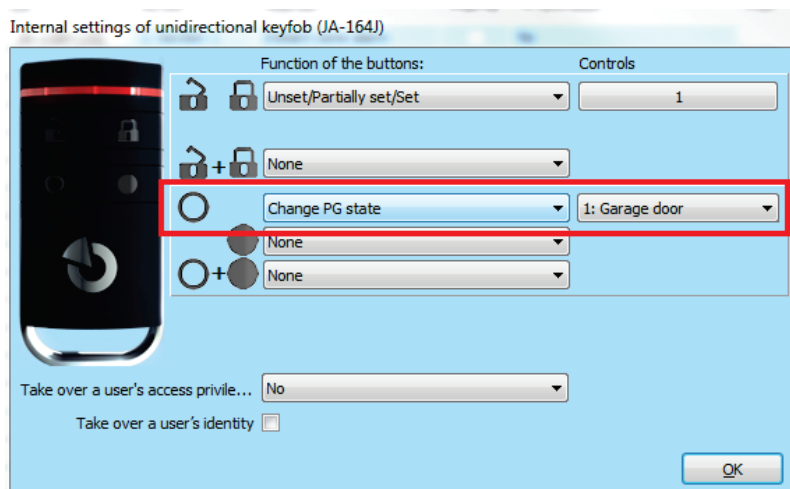 Internal settings of unidirectional keyfob (JA-164J)
Function of the buttons: Controls
Unset/Partially set/Set 1
+ None
Change PG state 1: Garage door
None
+ None
Take over a user's access privile... No
Take over a user's identity
OK